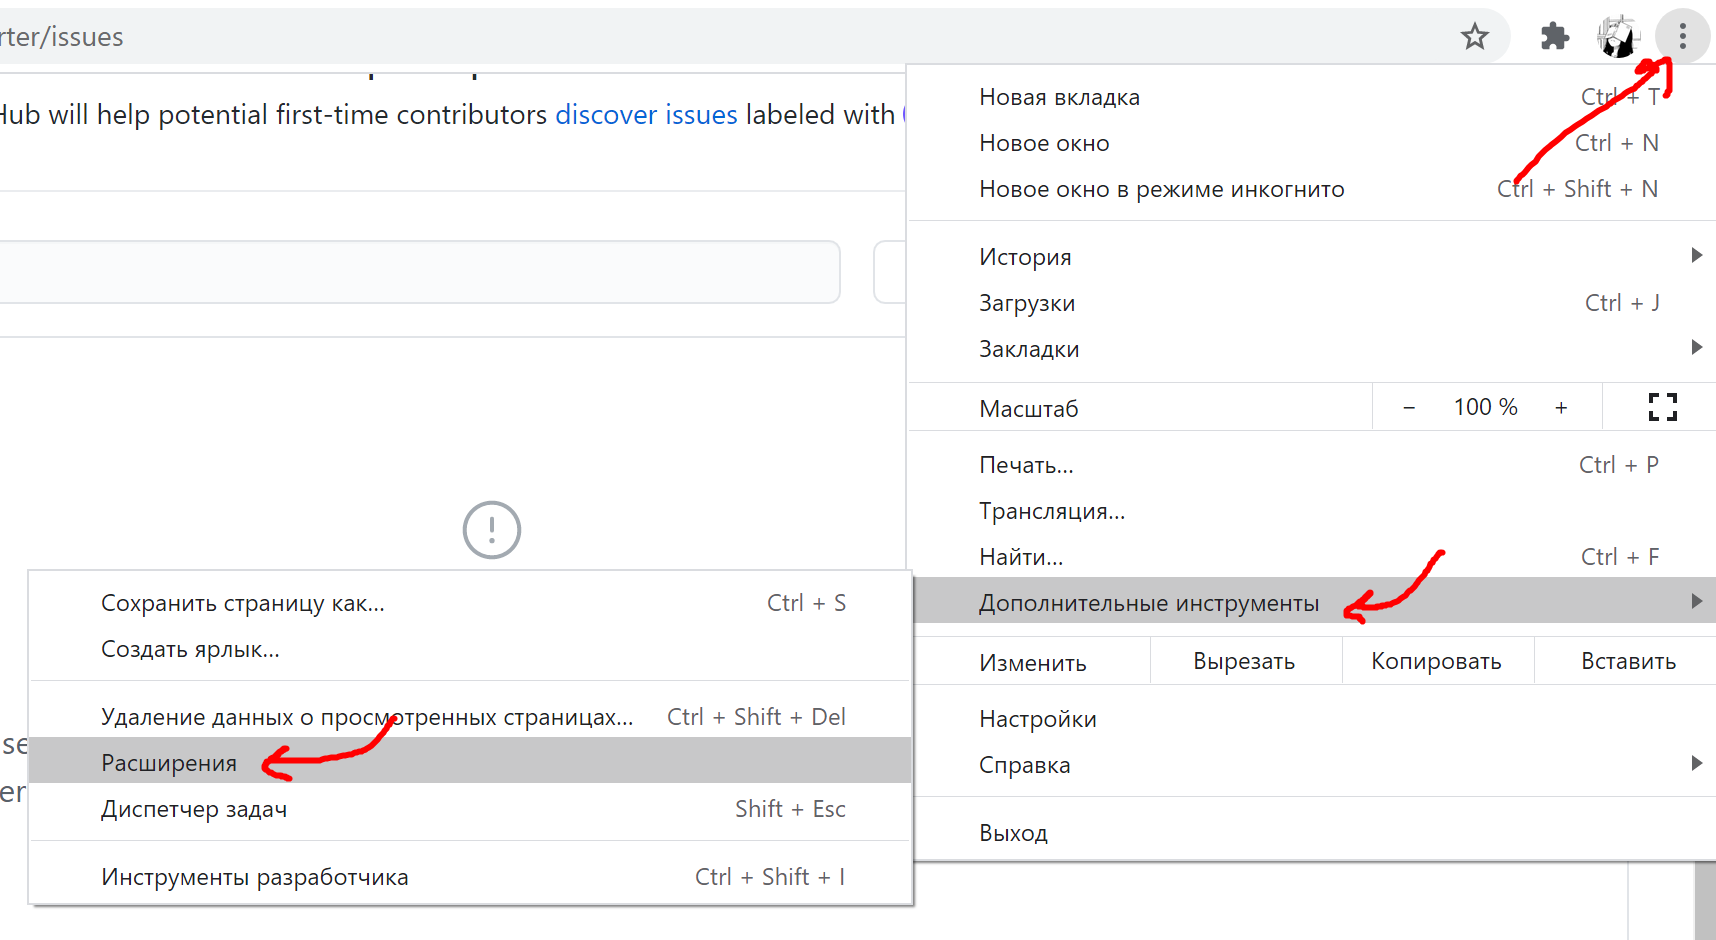 rter/issues
Hub will help potential first-time contributors discover issues labeled with
Новая вкладка Ctrl + T
Новое окно Ctrl + N
Новое окно в режиме инкогнито Ctrl + Shift + N
История
Загрузки Ctrl + J
Закладки
Масштаб − 100 % +
Печать... Ctrl + P
Трансляция...
Найти... Ctrl + F
Дополнительные инструменты
Изменить Вырезать Копировать Вставить
Настройки
Справка
Выход
Сохранить страницу как... Ctrl + S
Создать ярлык...
Удаление данных о просмотренных страницах... Ctrl + Shift + Del
Расширения
Диспетчер задач Shift + Esc
Инструменты разработчика Ctrl + Shift + I